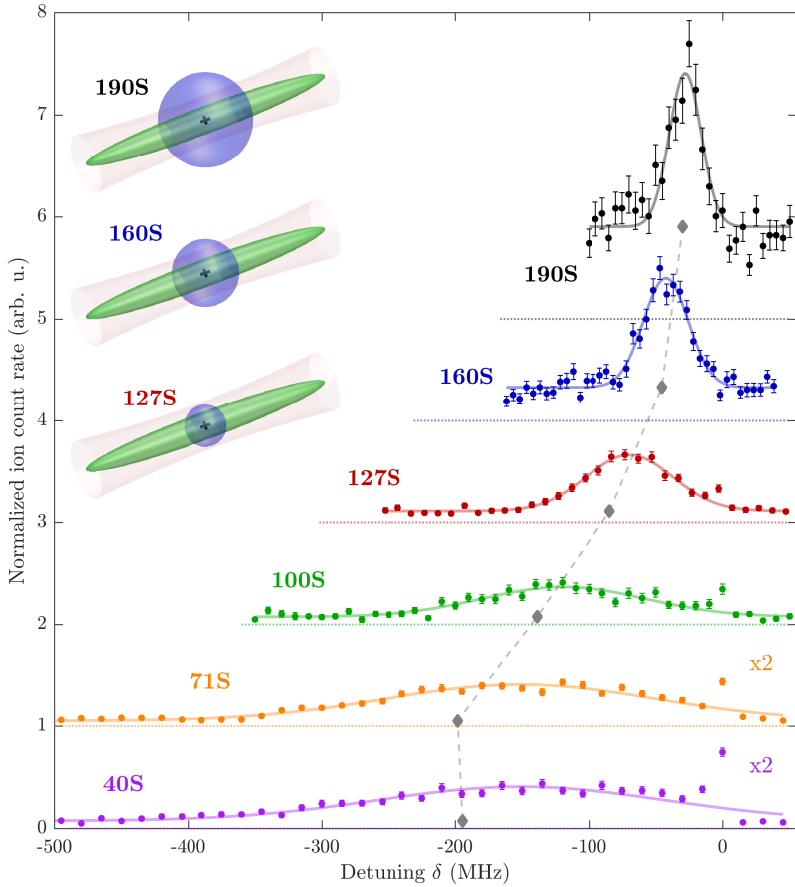 Normalized ion count rate (arb. u.)
8
7
6
5
4
3
2
1
0
190S
160S
127S
190S
160S
127S
100S
71S
x2
40S
x2
-500
-400
-300
-200
-100
0
Detuning δ (MHz)